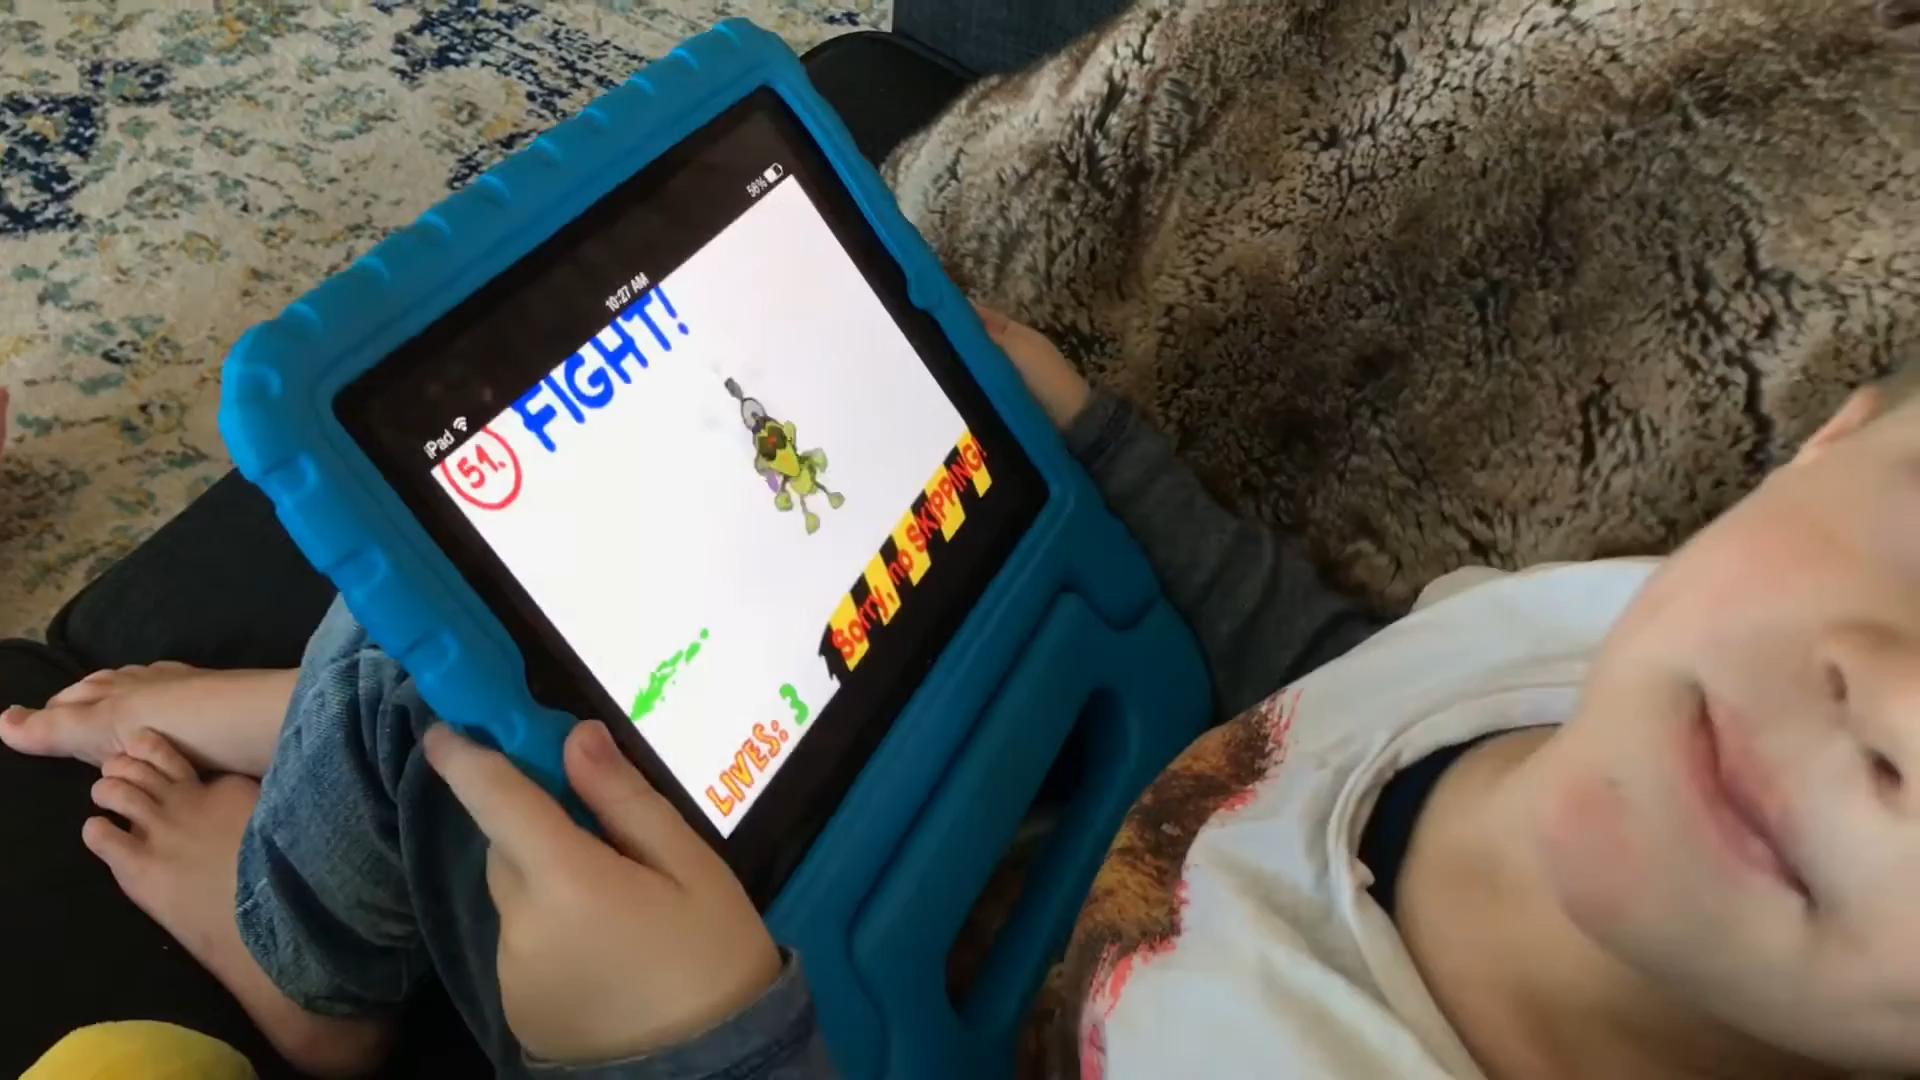 iPad 10:27 AM 56%
51. FIGHT!
LIVES: 3
Sorry, no SKIPPING!